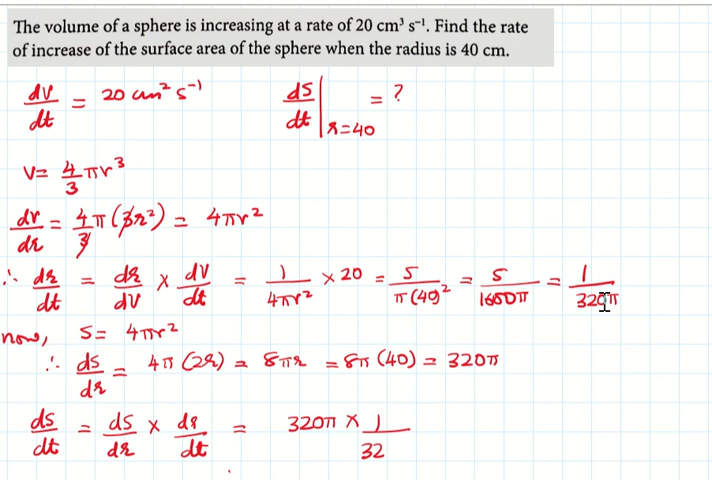 The volume of a sphere is increasing at a rate of 20 cm³ s⁻¹. Find the rate
of increase of the surface area of the sphere when the radius is 40 cm.
dV/dt = 20 cm² s⁻¹ dS/dt |r=40 = ?
V= 4/3 πr³
dv/dr = 4/3 π(3r²) = 4πr²
∴ dr/dt = dr/dV × dV/dt = 1/4πr² × 20 = 5/π(40)² = 5/1600π = 1/320π
now, S= 4πr²
∴ ds/dr = 4π (2r) = 8πr = 8π (40) = 320π
ds/dt = ds/dr × dr/dt = 320π × 1/32